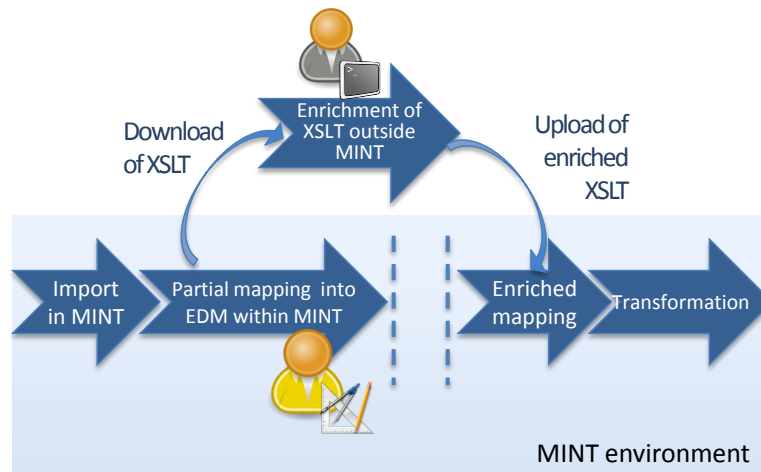 Enrichment of
XSLT outside
MINT
Download
of XSLT
Upload of
enriched
XSLT
Import
in MINT
Partial mapping into
EDM within MINT
Enriched
mapping
Transformation
MINT environment